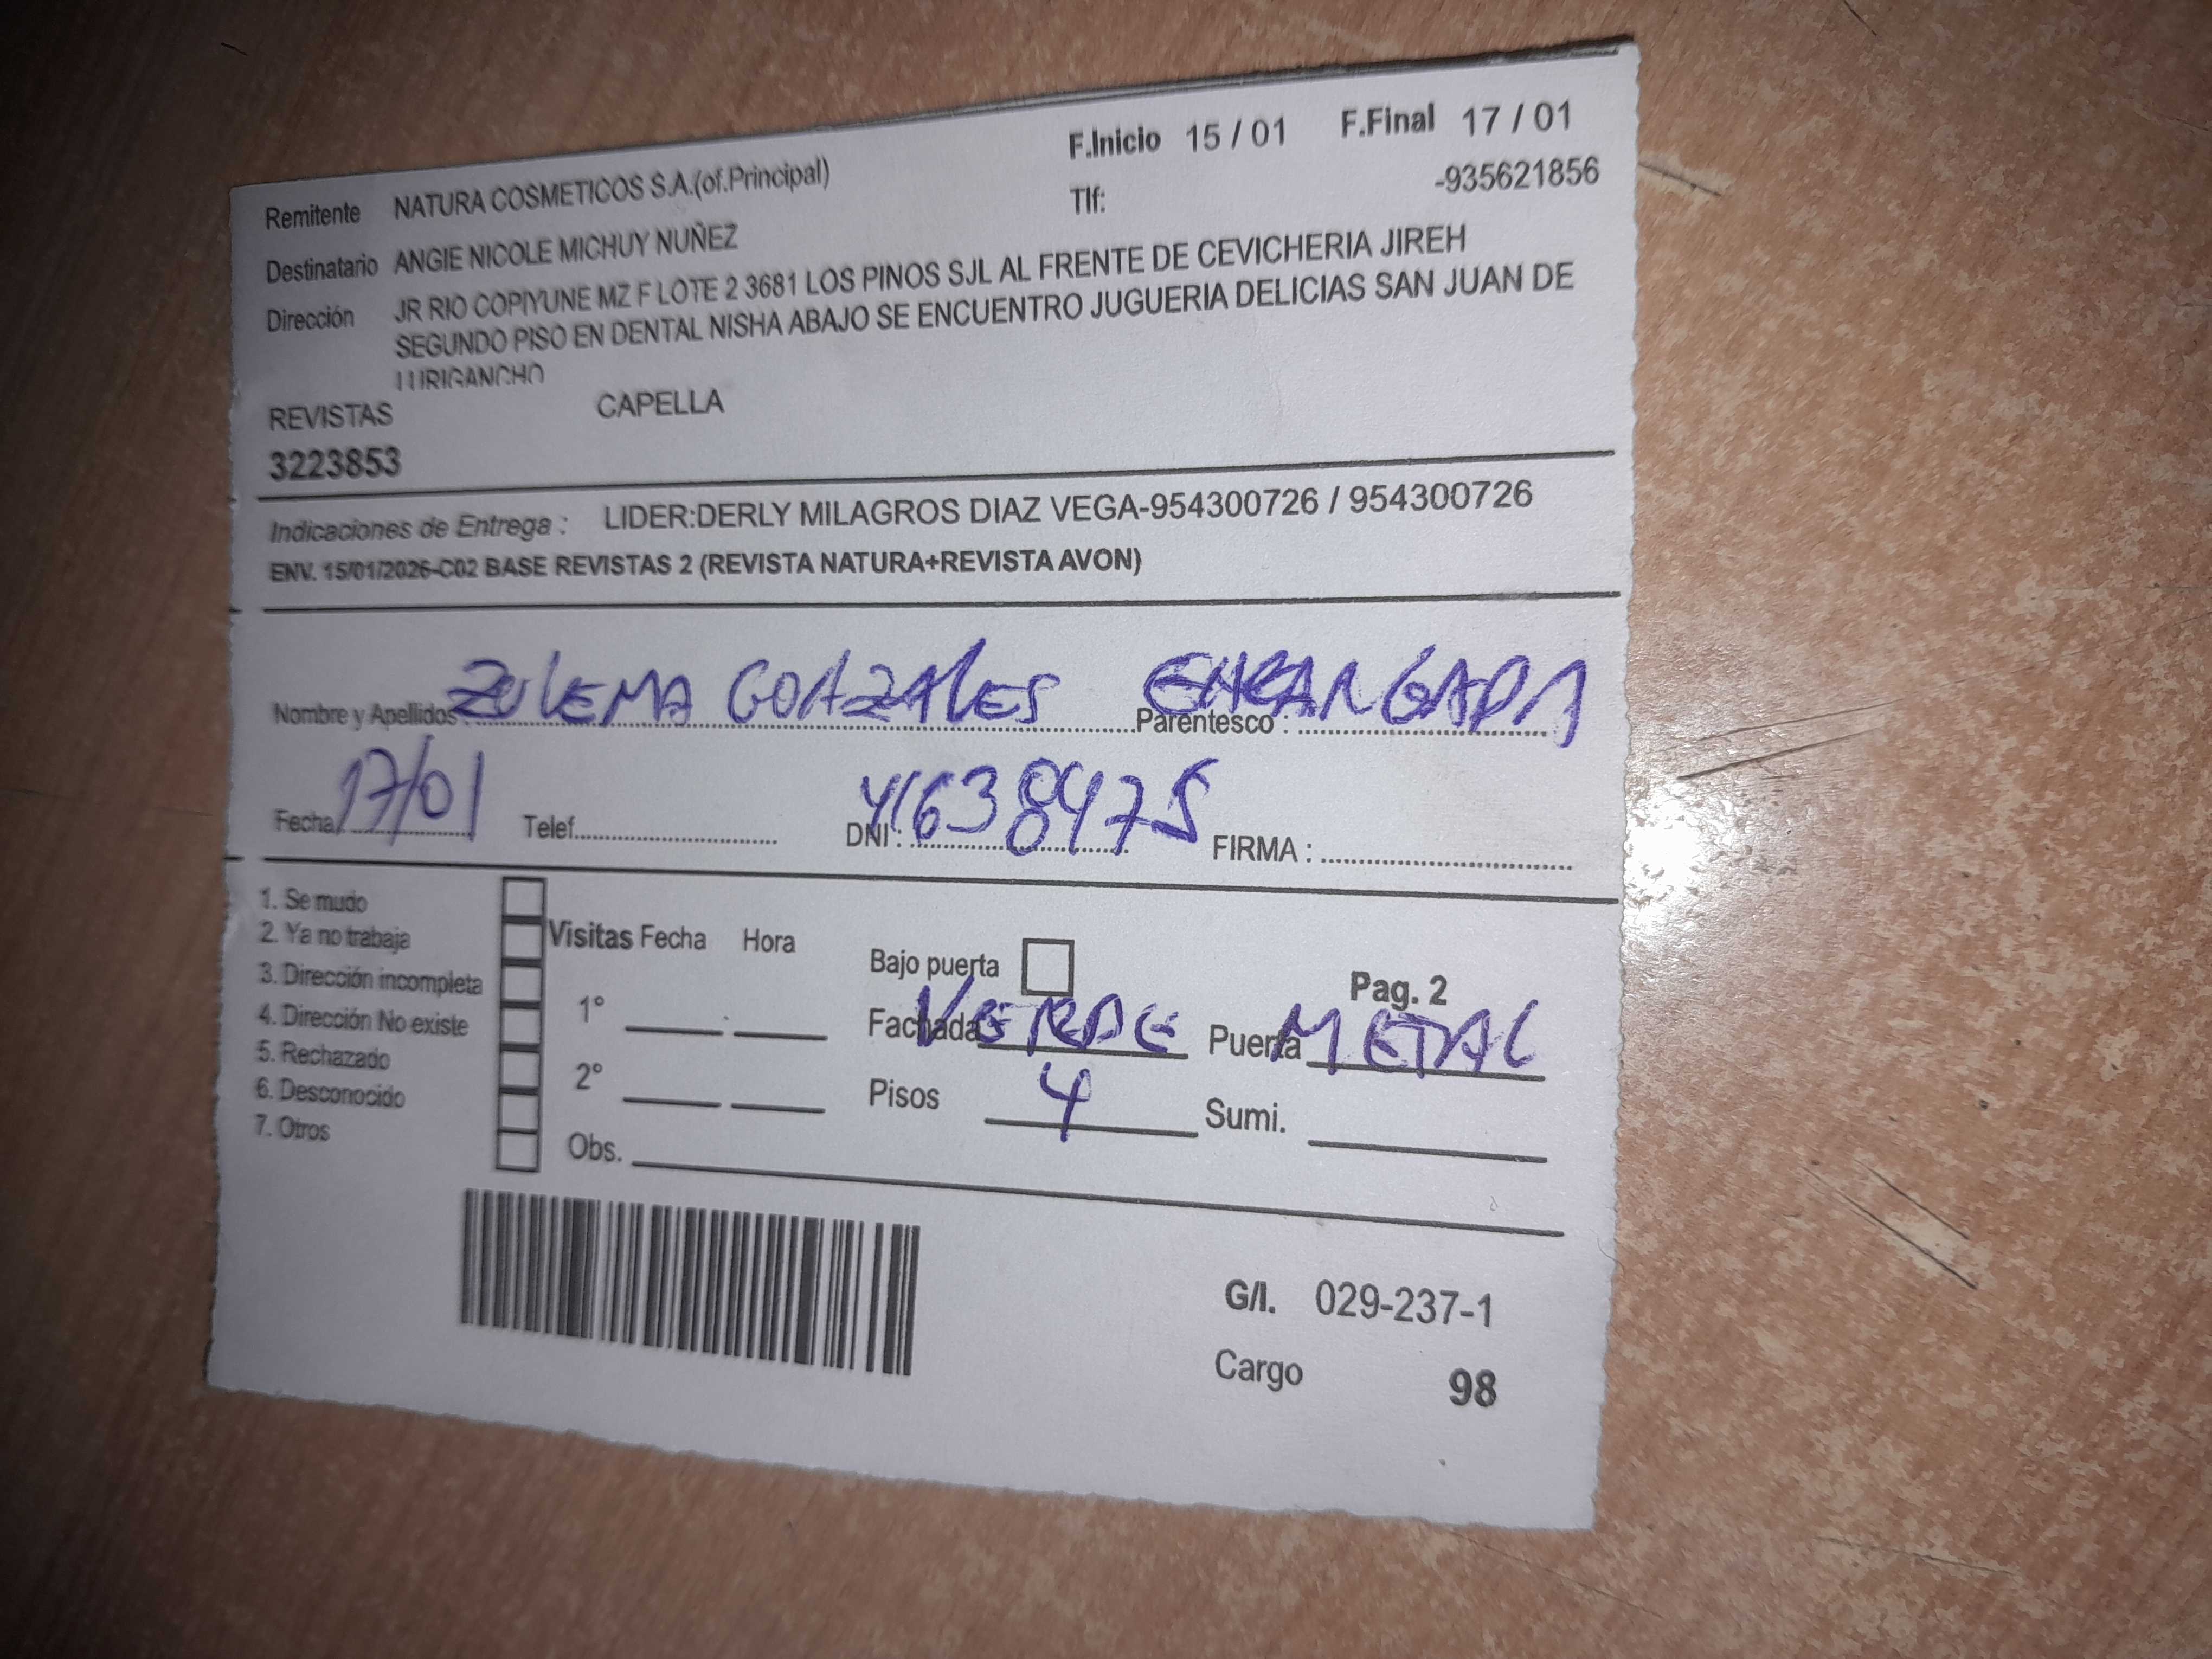 F.Inicio 15 / 01 F.Final 17 / 01
Remitente NATURA COSMETICOS S.A.(of.Principal) Tlf: -935621856
Destinatario ANGIE NICOLE MICHUY NUÑEZ
Dirección JR RIO COPIYUNE MZ F LOTE 2 3681 LOS PINOS SJL AL FRENTE DE CEVICHERIA JIREH
SEGUNDO PISO EN DENTAL NISHA ABAJO SE ENCUENTRO JUGUERIA DELICIAS SAN JUAN DE
LURIGANCHO
REVISTAS CAPELLA
3223853
Indicaciones de Entrega : LIDER:DERLY MILAGROS DIAZ VEGA-954300726 / 954300726
ENV. 15/01/2026-C02 BASE REVISTAS 2 (REVISTA NATURA+REVISTA AVON)
Nombre y Apellidos ZULEMA GONZALES Parentesco : ENCARGADA
Fecha 17/01 Telef. DNI : 41638475 FIRMA :
1. Se mudo
2. Ya no trabaja
3. Dirección incompleta
4. Dirección No existe
5. Rechazado
6. Desconocido
7. Otros
Visitas Fecha Hora
1°
2°
Obs.
Bajo puerta Pag. 2
Fachada VERDE Puerta METAL
Pisos 4 Sumi.
G/I. 029-237-1
Cargo 98